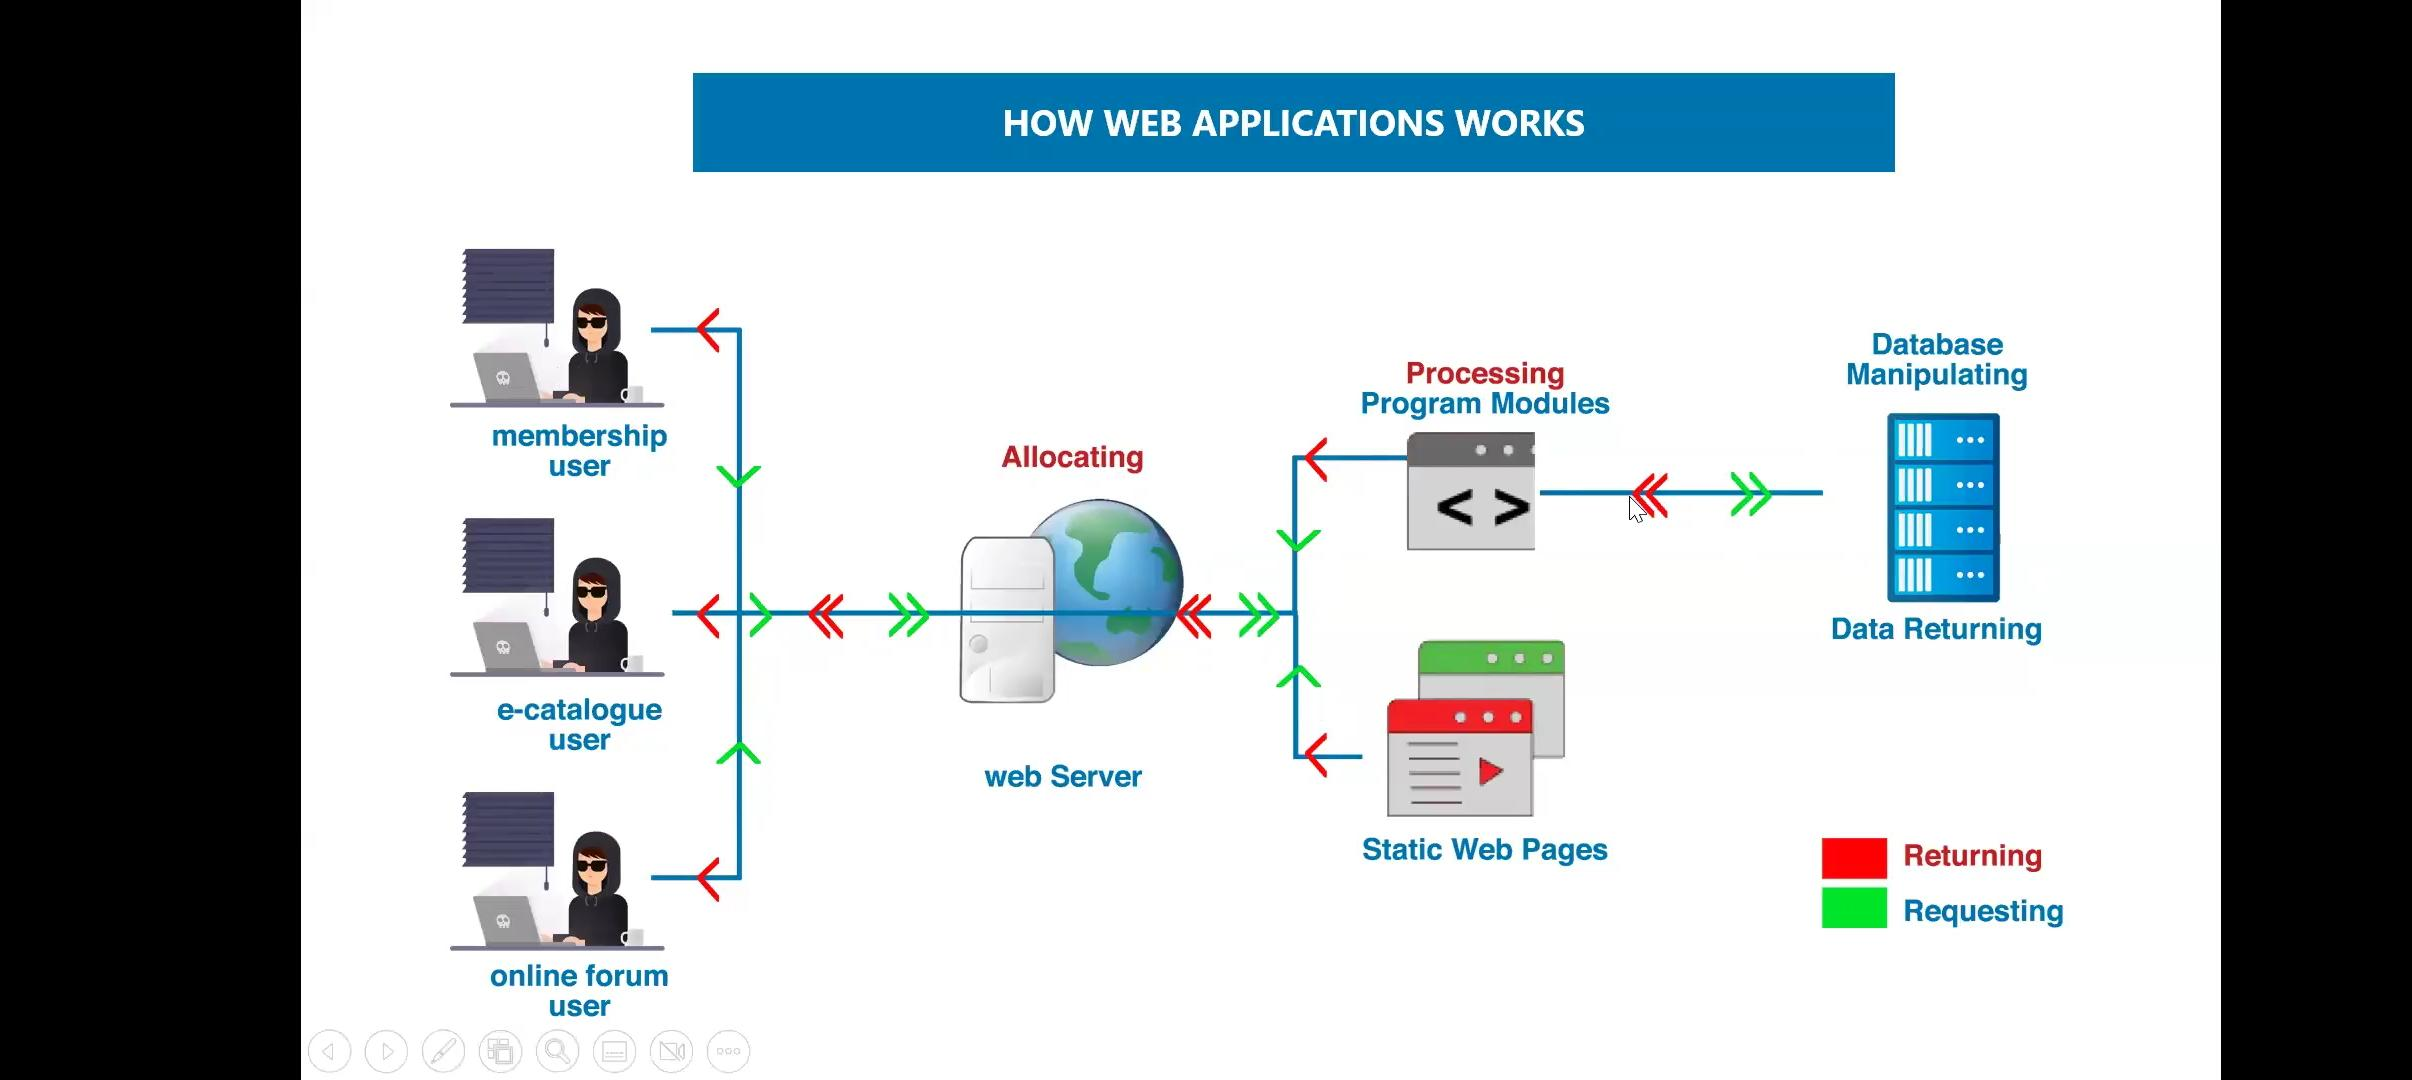 HOW WEB APPLICATIONS WORKS
membership
user
e-catalogue
user
online forum
user
Allocating
web Server
Processing
Program Modules
< >
Static Web Pages
Database
Manipulating
Data Returning
Returning
Requesting